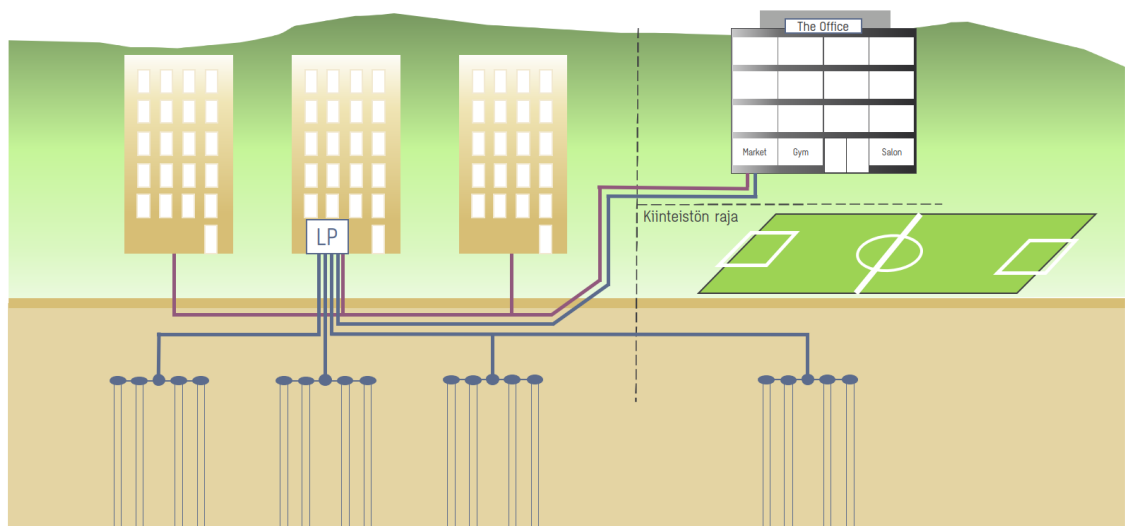 The Office
Market
Gym
Salon
Kiinteistön raja
LP